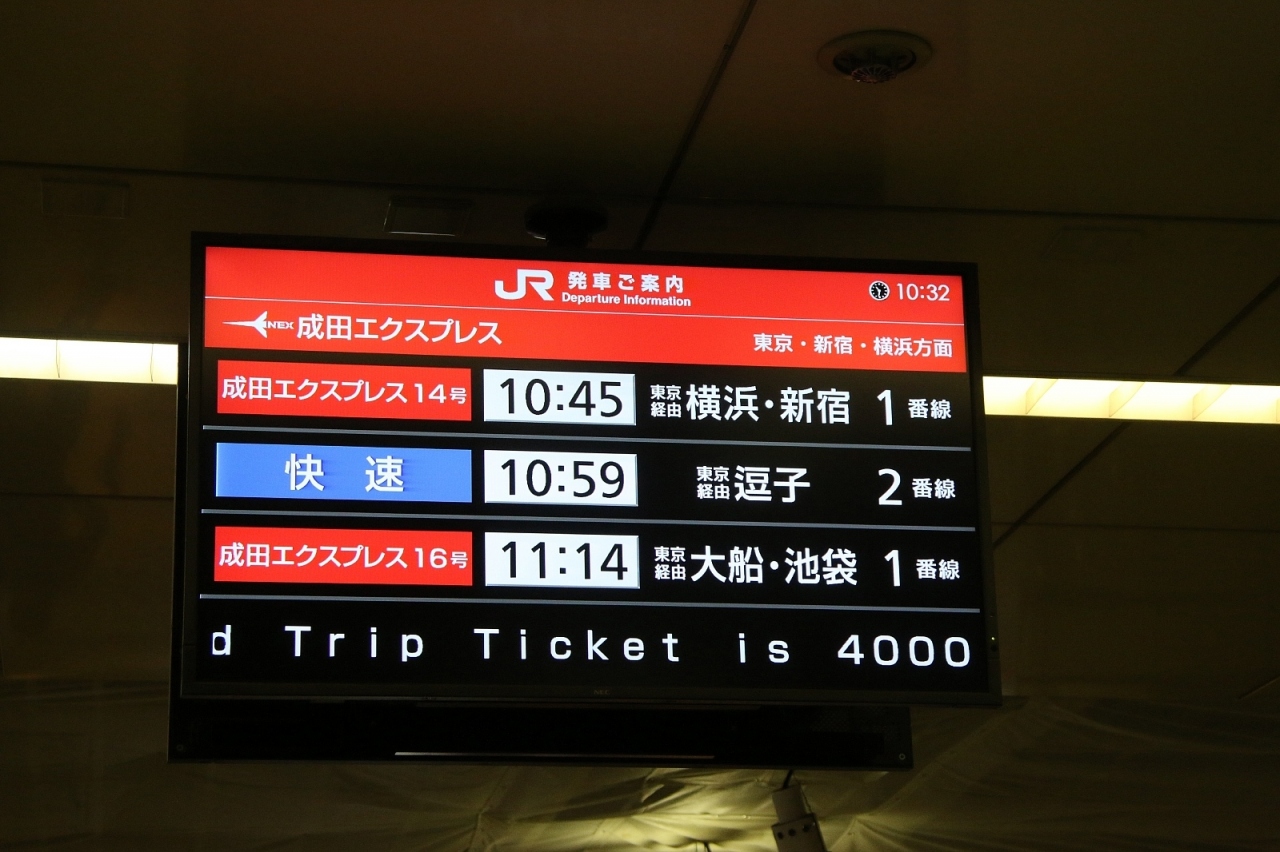 JR 発車ご案内 10:32
Departure Information
NEX 成田エクスプレス 東京・新宿・横浜方面
成田エクスプレス14号 10:45 東京経由 横浜・新宿 1番線
快速 10:59 東京経由 逗子 2番線
成田エクスプレス16号 11:14 東京経由 大船・池袋 1番線
d Trip Ticket is 4000
NEC